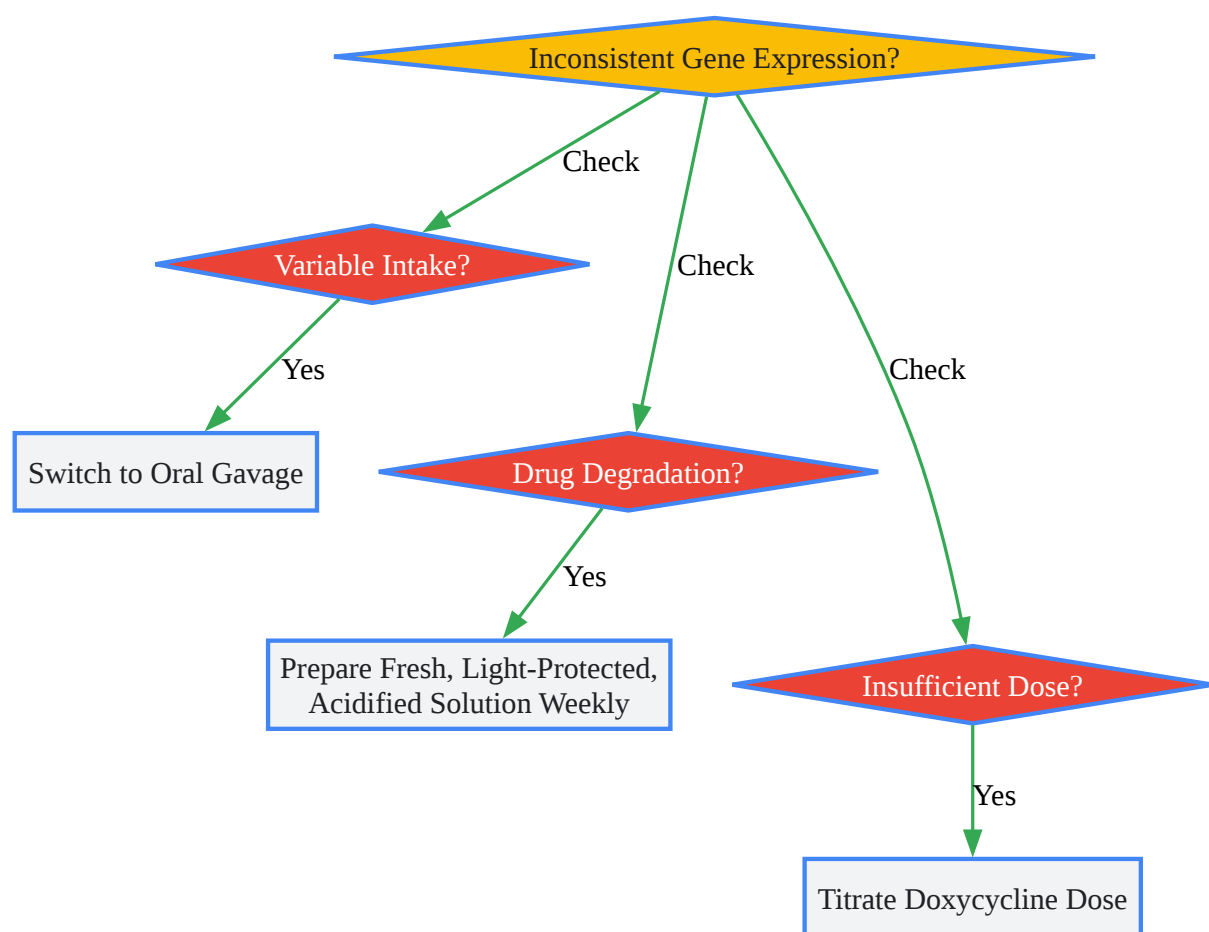 Inconsistent Gene Expression?
Check
Variable Intake?
Check
Yes
Check
Switch to Oral Gavage
Drug Degradation?
Yes
Prepare Fresh, Light-Protected,
Acidified Solution Weekly
Insufficient Dose?
Yes
Titrate Doxycycline Dose